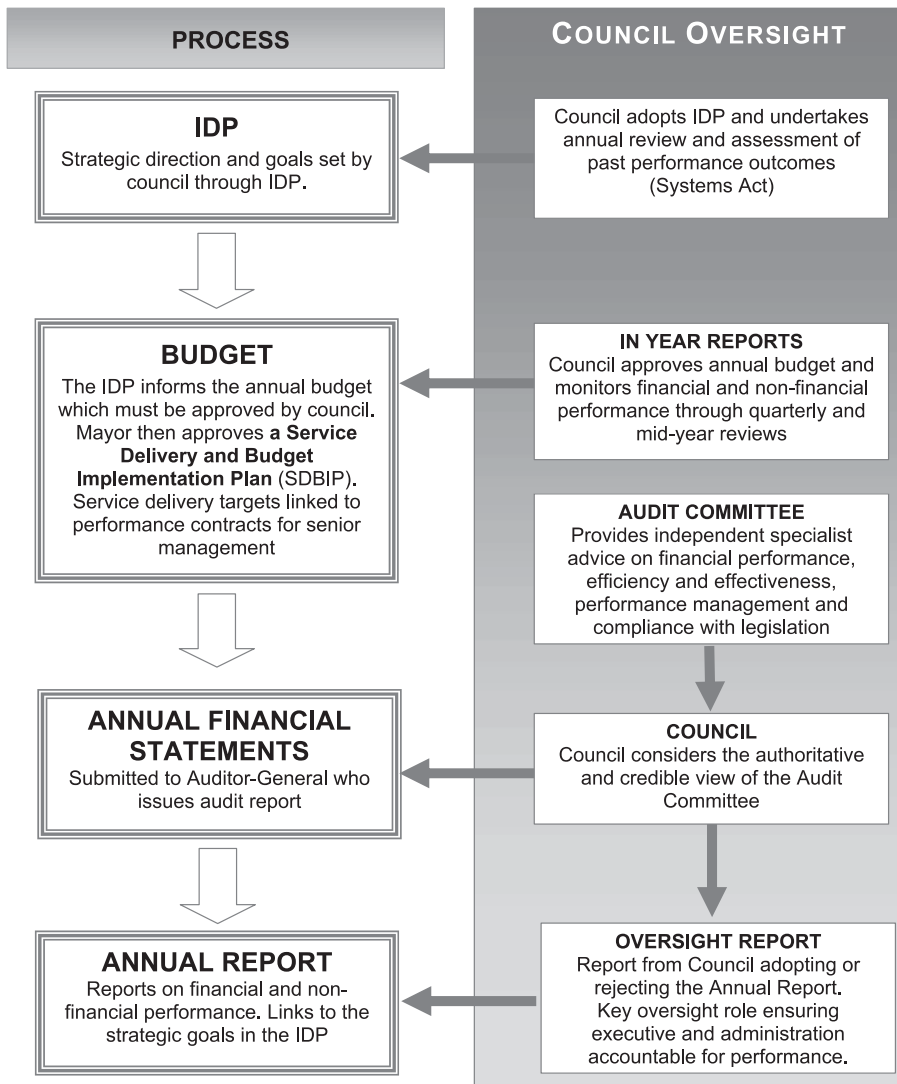 PROCESS
COUNCIL OVERSIGHT
IDP
Strategic direction and goals set by
council through IDP.
Council adopts IDP and undertakes
annual review and assessment of
past performance outcomes
(Systems Act)
BUDGET
The IDP informs the annual budget
which must be approved by council.
Mayor then approves a Service
Delivery and Budget
Implementation Plan (SDBIP).
Service delivery targets linked to
performance contracts for senior
management
IN YEAR REPORTS
Council approves annual budget and
monitors financial and non-financial
performance through quarterly and
mid-year reviews
AUDIT COMMITTEE
Provides independent specialist
advice on financial performance,
efficiency and effectiveness,
performance management and
compliance with legislation
ANNUAL FINANCIAL
STATEMENTS
Submitted to Auditor-General who
issues audit report
COUNCIL
Council considers the authoritative
and credible view of the Audit
Committee
ANNUAL REPORT
Reports on financial and non-
financial performance. Links to the
strategic goals in the IDP
OVERSIGHT REPORT
Report from Council adopting or
rejecting the Annual Report.
Key oversight role ensuring
executive and administration
accountable for performance.